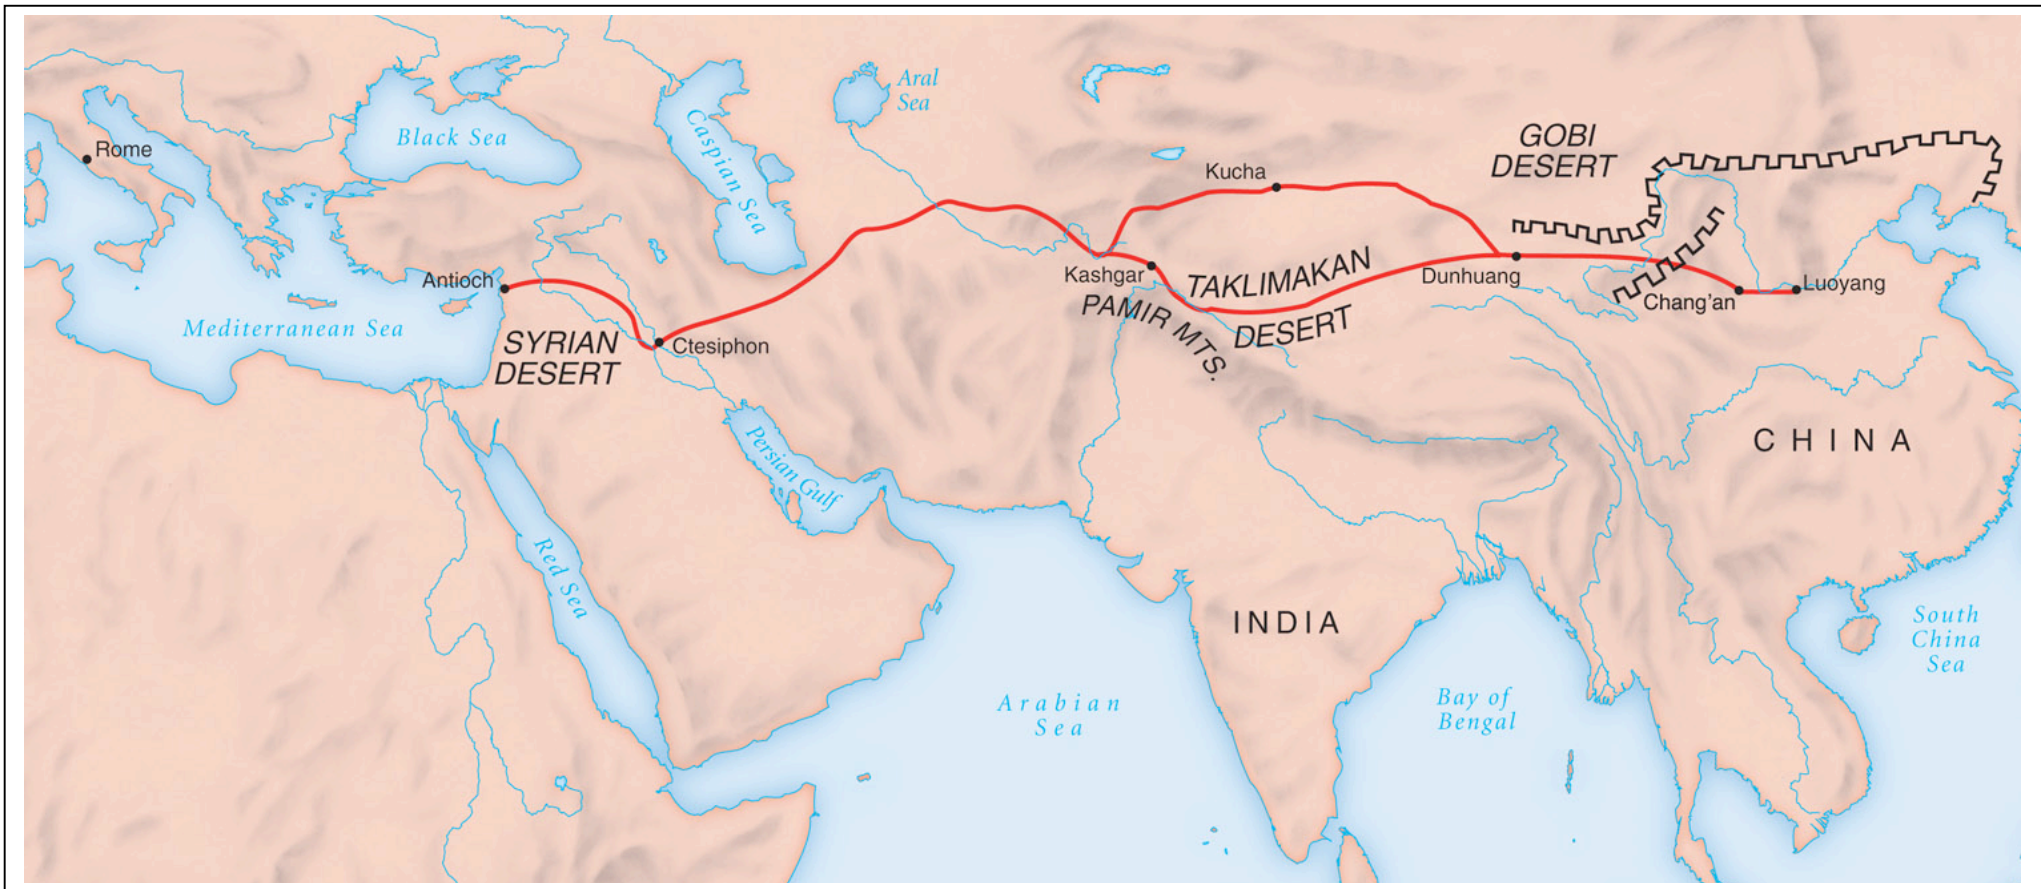 Rome
Black Sea
Caspian Sea
Aral
Sea
Kucha
GOBI
DESERT
Antioch
Mediterranean Sea
SYRIAN
DESERT
Ctesiphon
Kashgar
TAKLIMAKAN
DESERT
PAMIR MTS.
Dunhuang
Chang'an
Luoyang
Persian Gulf
CHINA
Red Sea
INDIA
Arabian
Sea
Bay of
Bengal
South
China
Sea